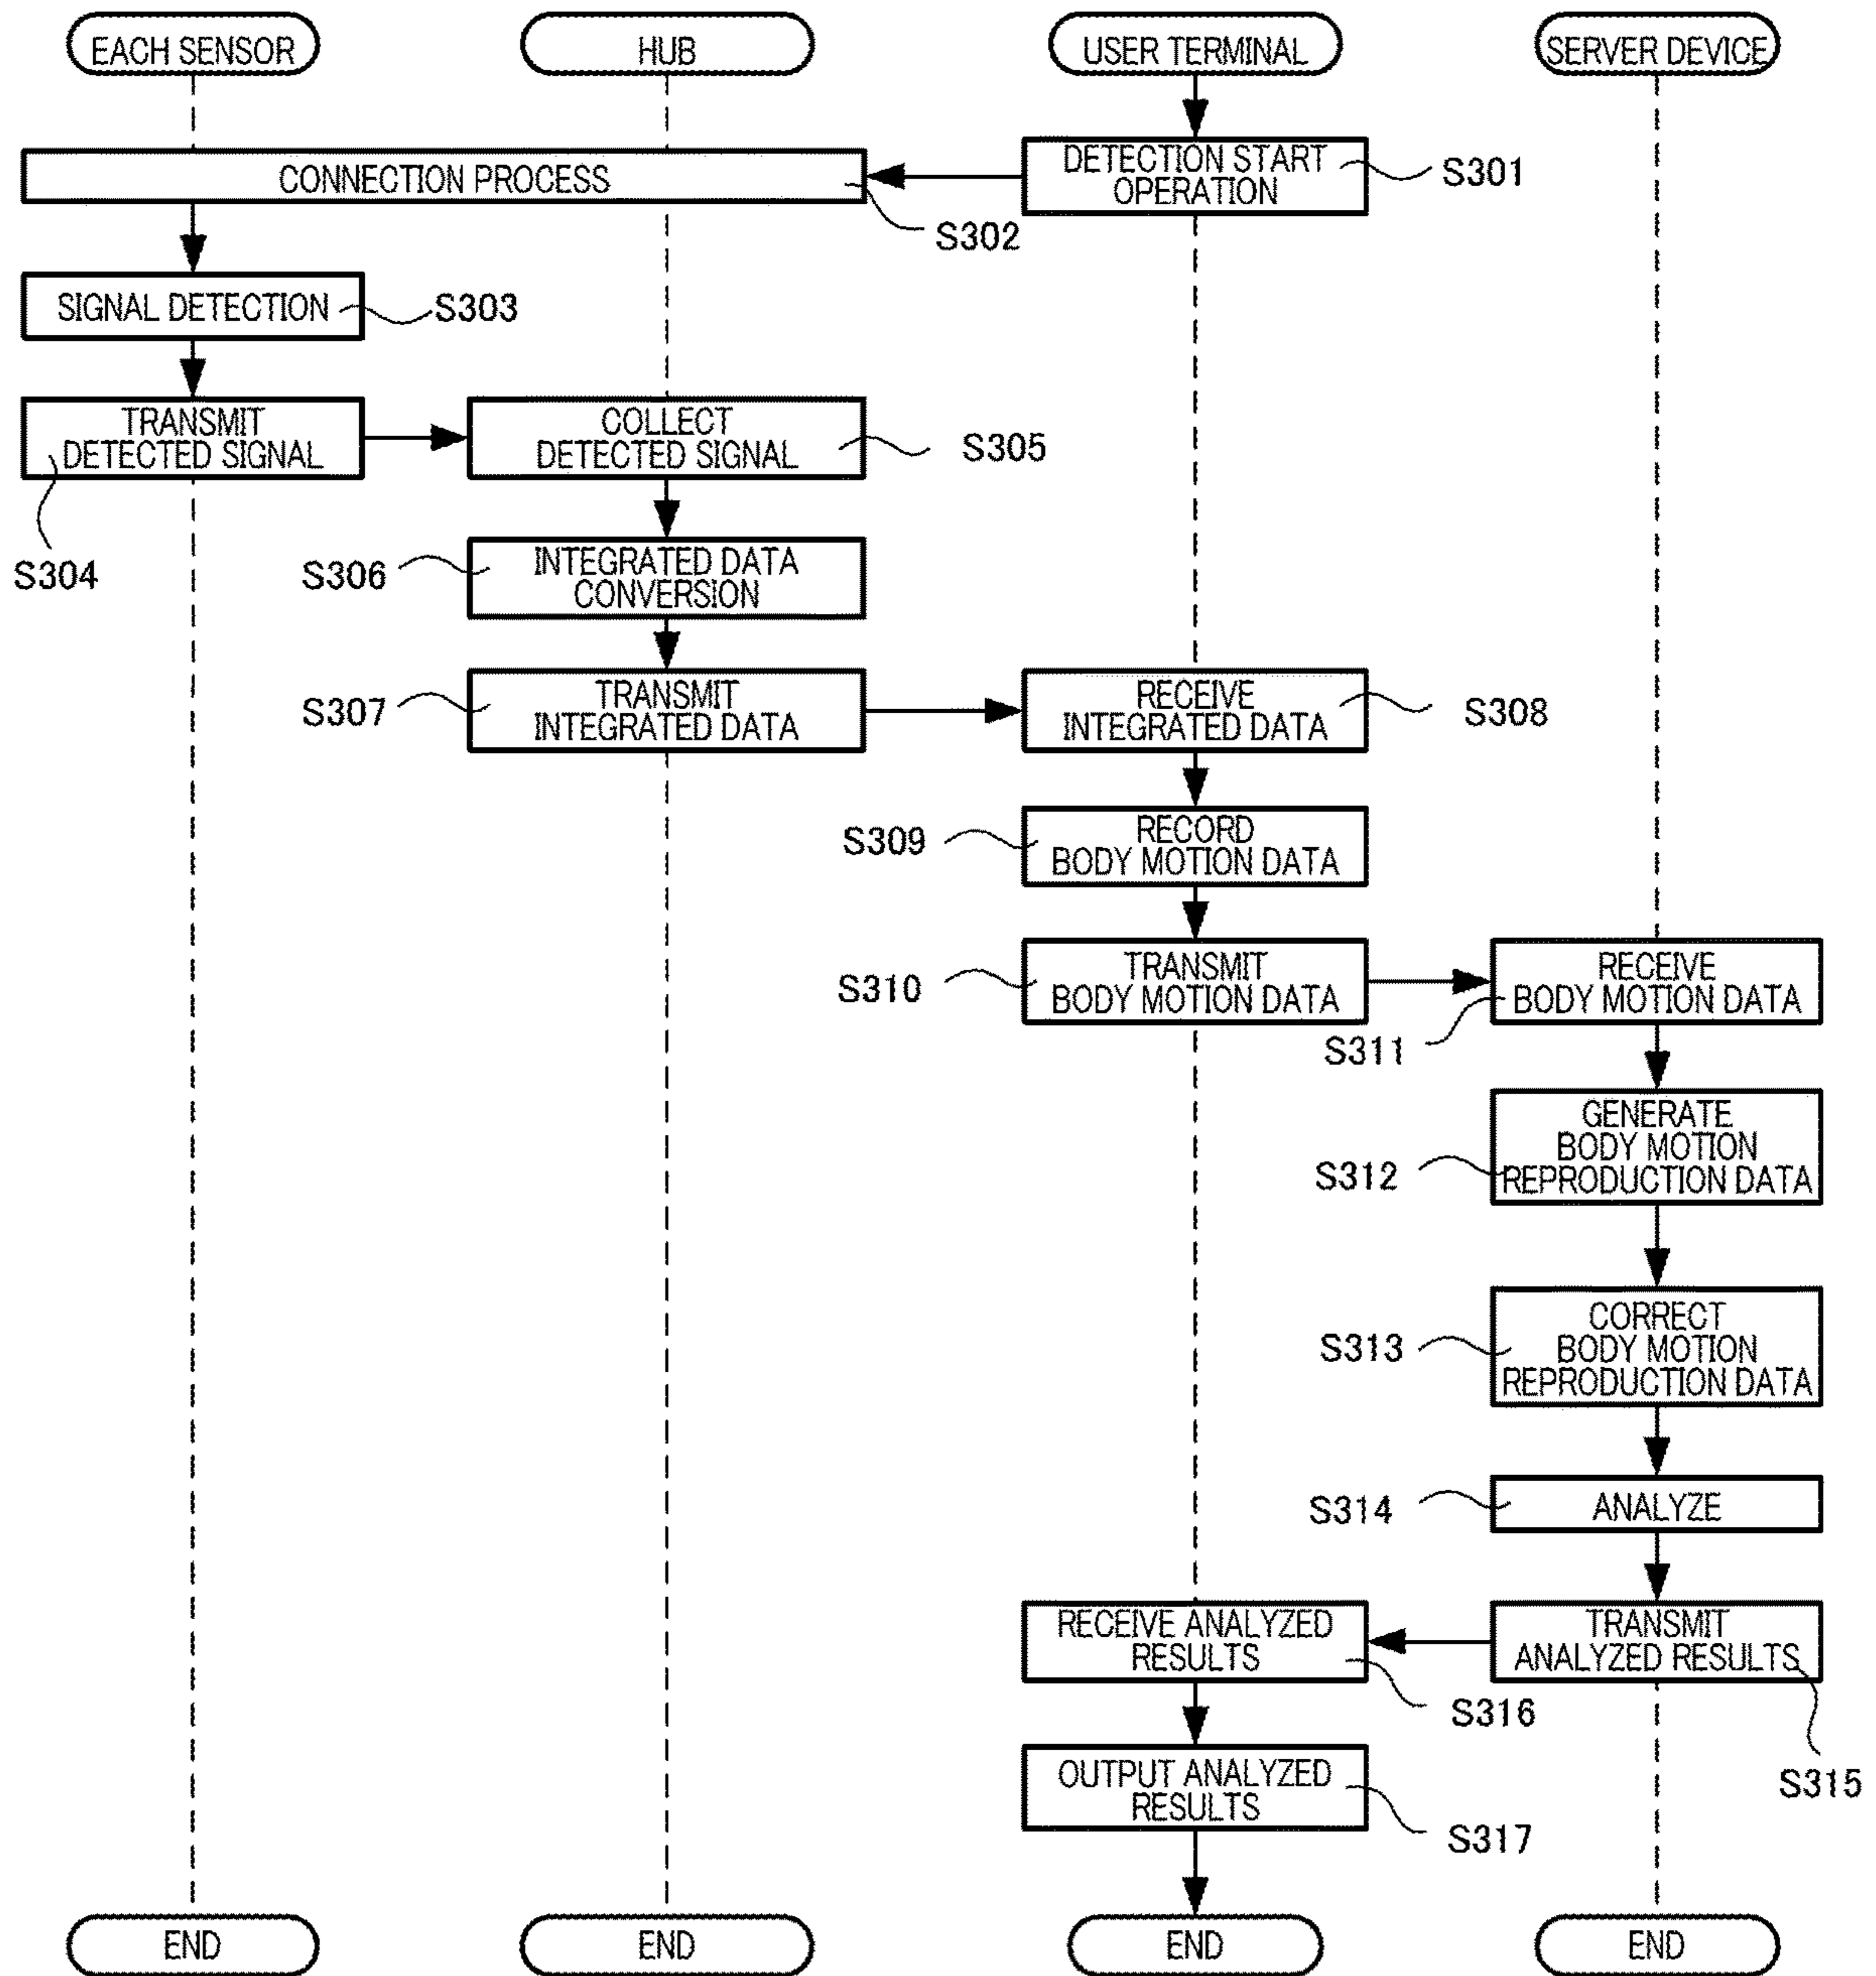 EACH SENSOR
HUB
USER TERMINAL
SERVER DEVICE
DETECTION START
OPERATION
S301
CONNECTION PROCESS
S302
SIGNAL DETECTION
S303
TRANSMIT
DETECTED SIGNAL
S304
COLLECT
DETECTED SIGNAL
S305
S306
INTEGRATED DATA
CONVERSION
S307
TRANSMIT
INTEGRATED DATA
RECEIVE
INTEGRATED DATA
S308
S309
RECORD
BODY MOTION DATA
S310
TRANSMIT
BODY MOTION DATA
RECEIVE
BODY MOTION DATA
S311
GENERATE
BODY MOTION
REPRODUCTION DATA
S312
CORRECT
BODY MOTION
REPRODUCTION DATA
S313
S314
ANALYZE
TRANSMIT
ANALYZED RESULTS
S315
RECEIVE ANALYZED
RESULTS
S316
OUTPUT ANALYZED
RESULTS
S317
END
END
END
END